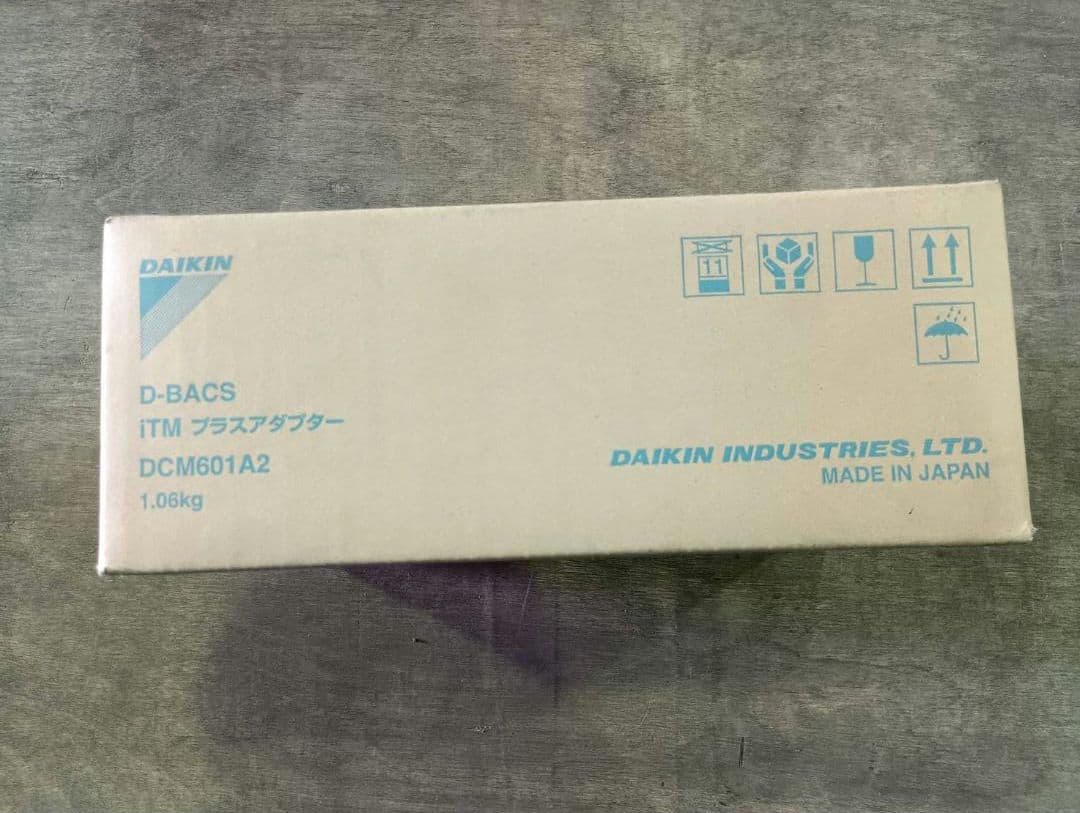 DAIKIN
11
D-BACS
iTM プラスアダプター
DCM601A2
1.06kg
DAIKIN INDUSTRIES, LTD.
MADE IN JAPAN